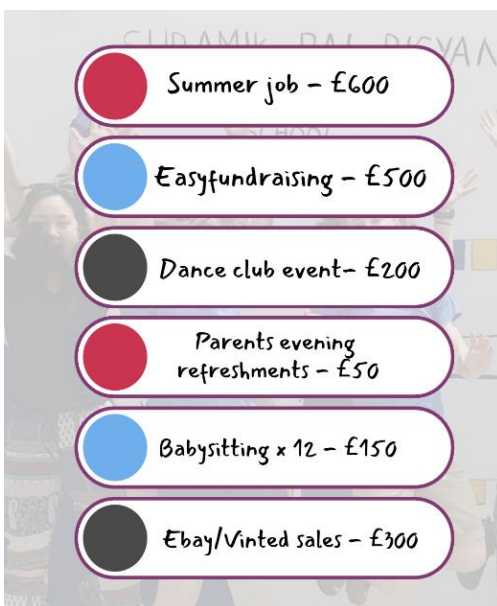 SCHOOL
Summer job – £600
Easyfundraising – £500
Dance club event– £200
Parents evening
refreshments – £50
Babysitting x 12 – £150
Ebay/Vinted sales – £300